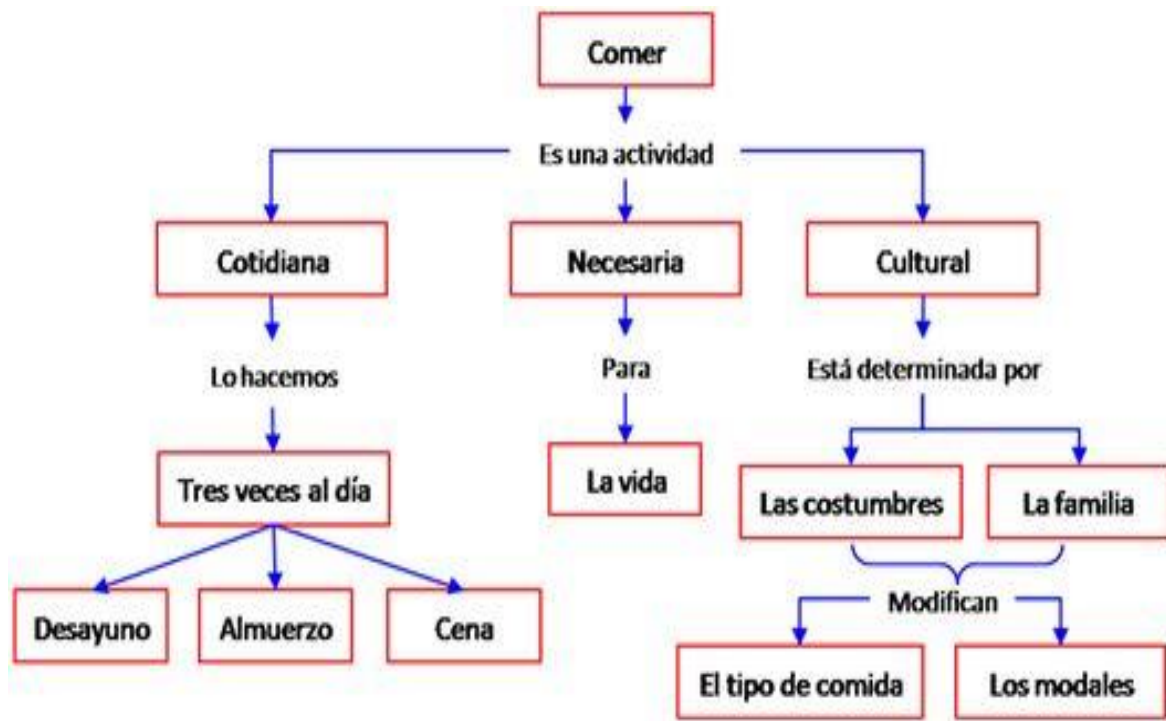 Comer
Es una actividad
Cotidiana
Necesaria
Cultural
Lo hacemos
Para
Está determinada por
Tres veces al día
La vida
Las costumbres
La familia
Modifican
Desayuno
Almuerzo
Cena
El tipo de comida
Los modales